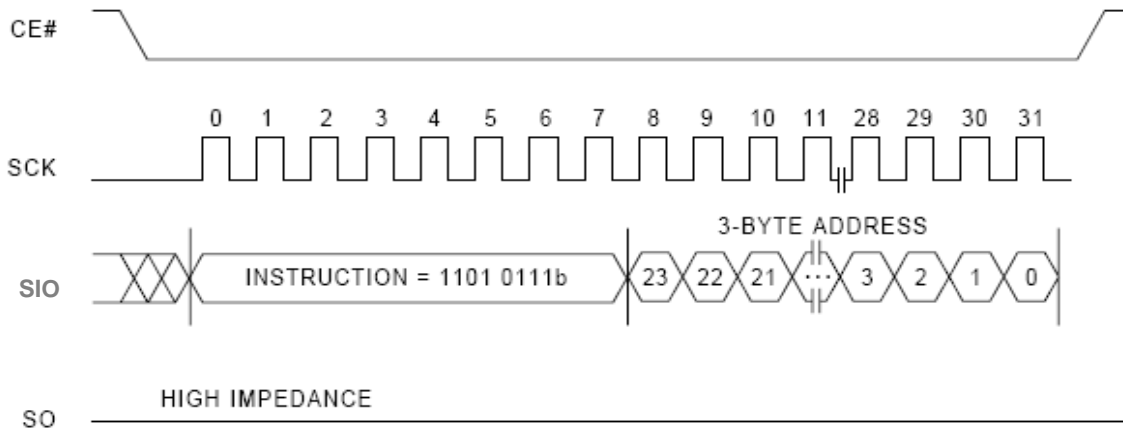 CE#
0 1 2 3 4 5 6 7 8 9 10 11 28 29 30 31
SCK
3-BYTE ADDRESS
SIO INSTRUCTION = 1101 0111b 23 22 21 ... 3 2 1 0
HIGH IMPEDANCE
SO